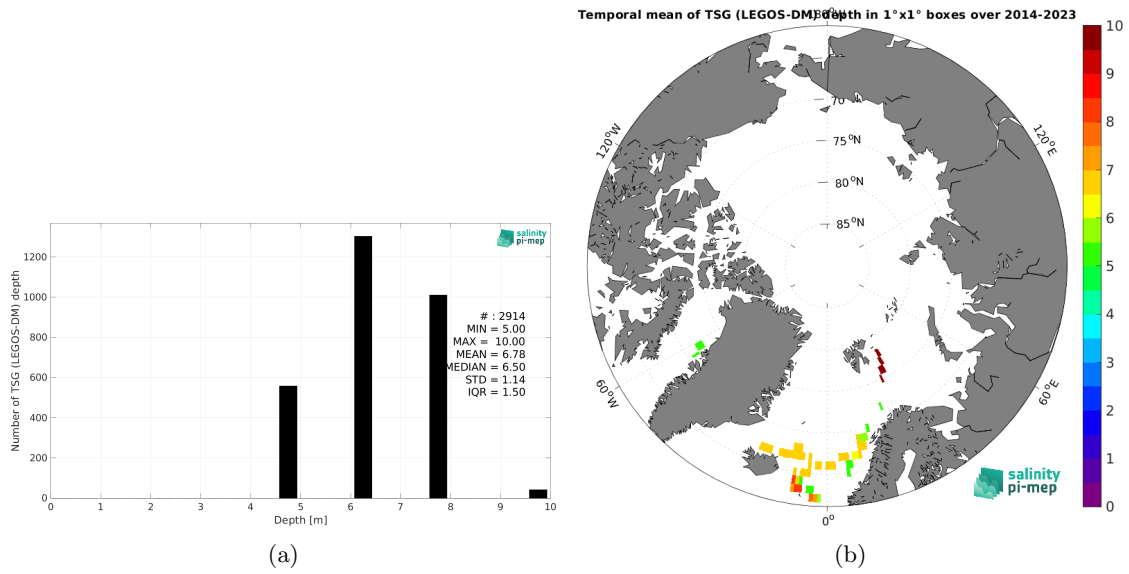 Temporal mean of TSG (LEGOS-DM) depth in 1°x1° boxes over 2014-2023
180°W
10
9
8
7
6
5
4
3
2
1
0
120°W
120°E
70
75°N
80°N
85°N
60°W
60°E
0°
salinity
pi-mep
Number of TSG (LEGOS-DM) depth
1200
1000
800
600
400
200
0
salinity
pi-mep
# : 2914
MIN = 5.00
MAX = 10.00
MEAN = 6.78
MEDIAN = 6.50
STD = 1.14
IQR = 1.50
0 1 2 3 4 5 6 7 8 9 10
Depth [m]
(a)
(b)